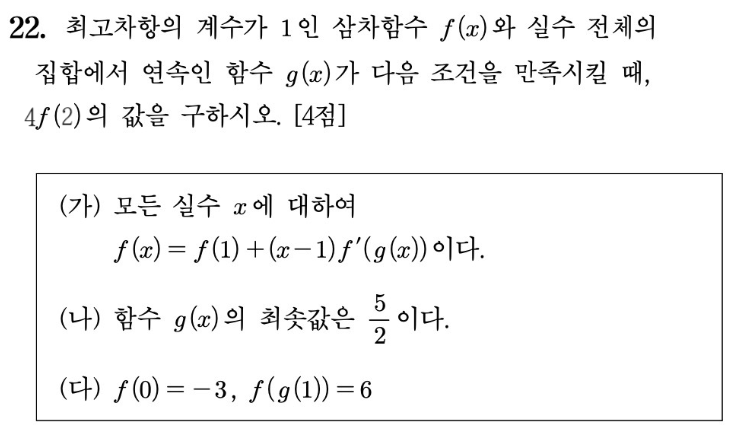 22. 최고차항의 계수가 1인 삼차함수 f(x)와 실수 전체의
집합에서 연속인 함수 g(x)가 다음 조건을 만족시킬 때,
4f(2)의 값을 구하시오. [4점]
(가) 모든 실수 x에 대하여
f(x) = f(1) + (x-1)f′(g(x))이다.
(나) 함수 g(x)의 최솟값은 5/2이다.
(다) f(0) = -3, f(g(1)) = 6